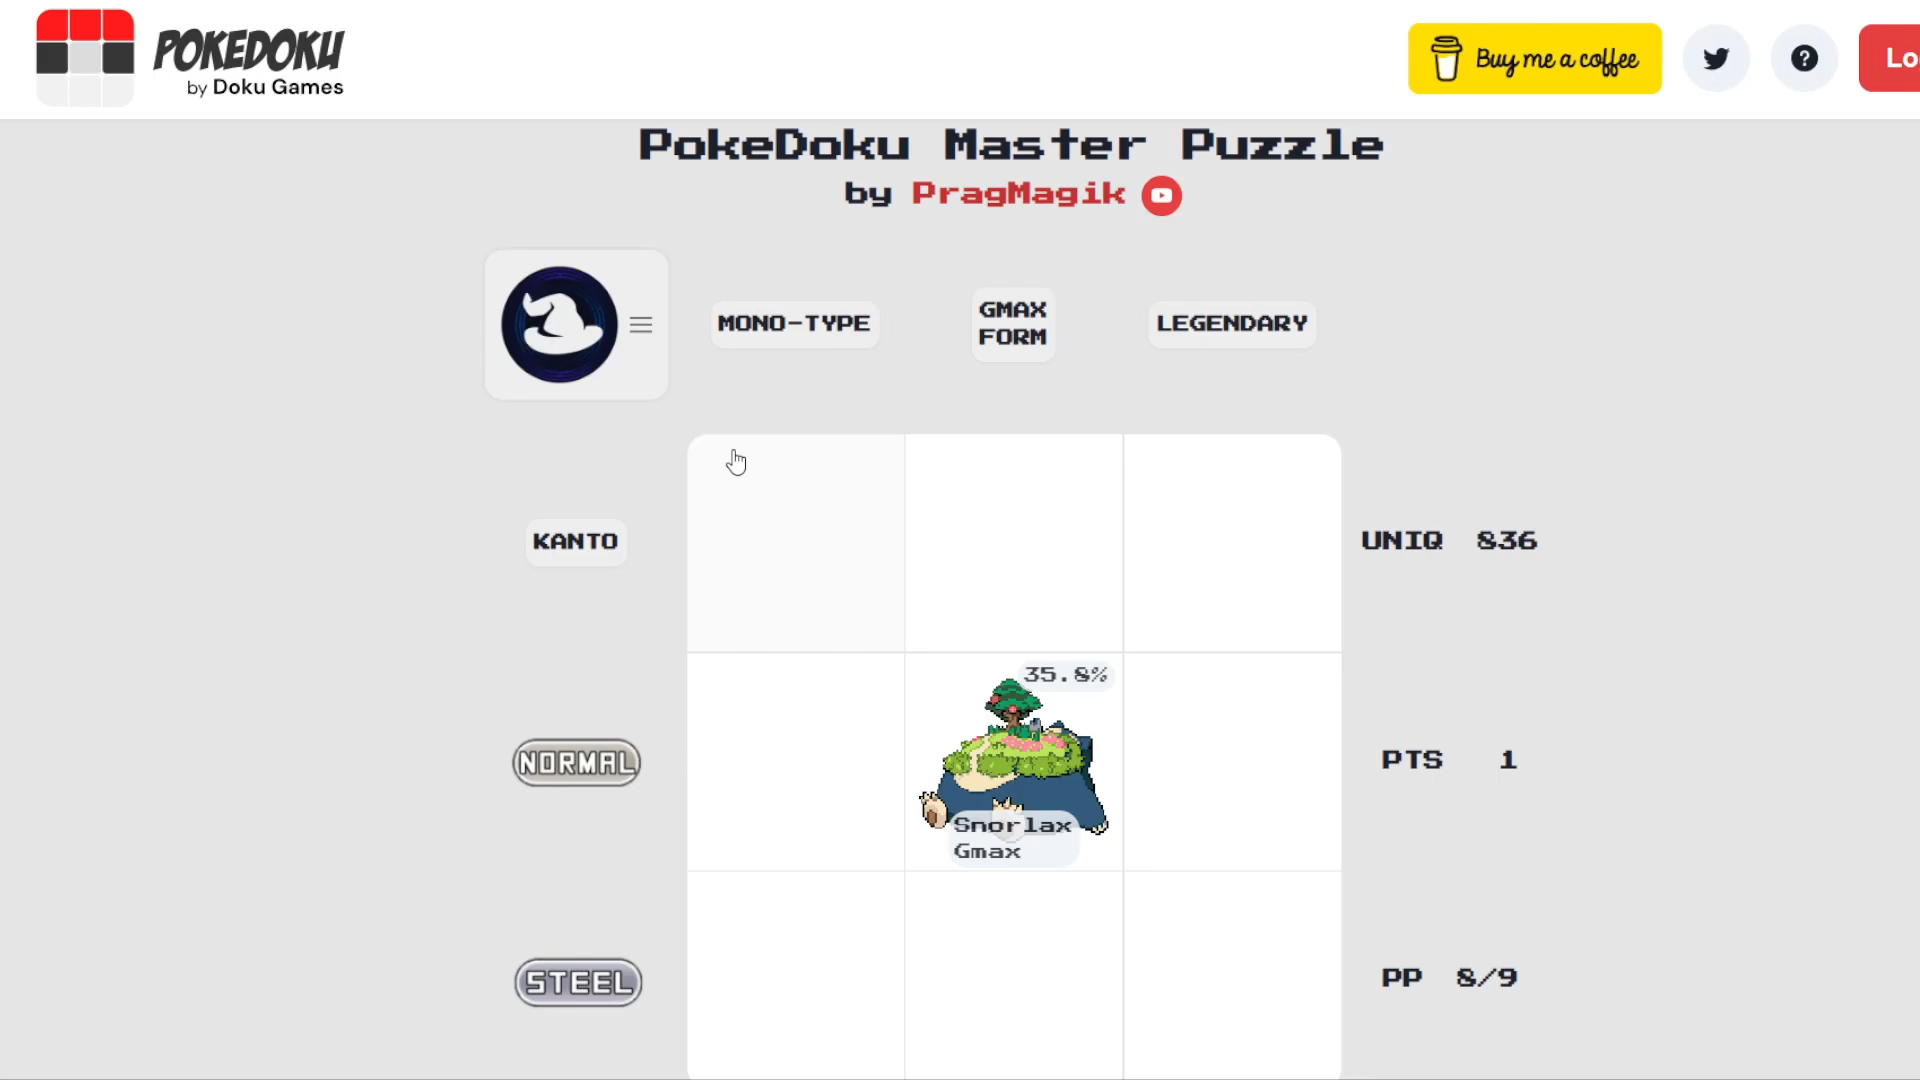 POKEDOKU
by Doku Games
Buy me a coffee
Lo
PokeDoku Master Puzzle
by PragMagik
MONO-TYPE
GMAX
FORM
LEGENDARY
KANTO
UNIQ 836
35.8%
NORMAL
Snorlax
Gmax
PTS 1
STEEL
PP 8/9